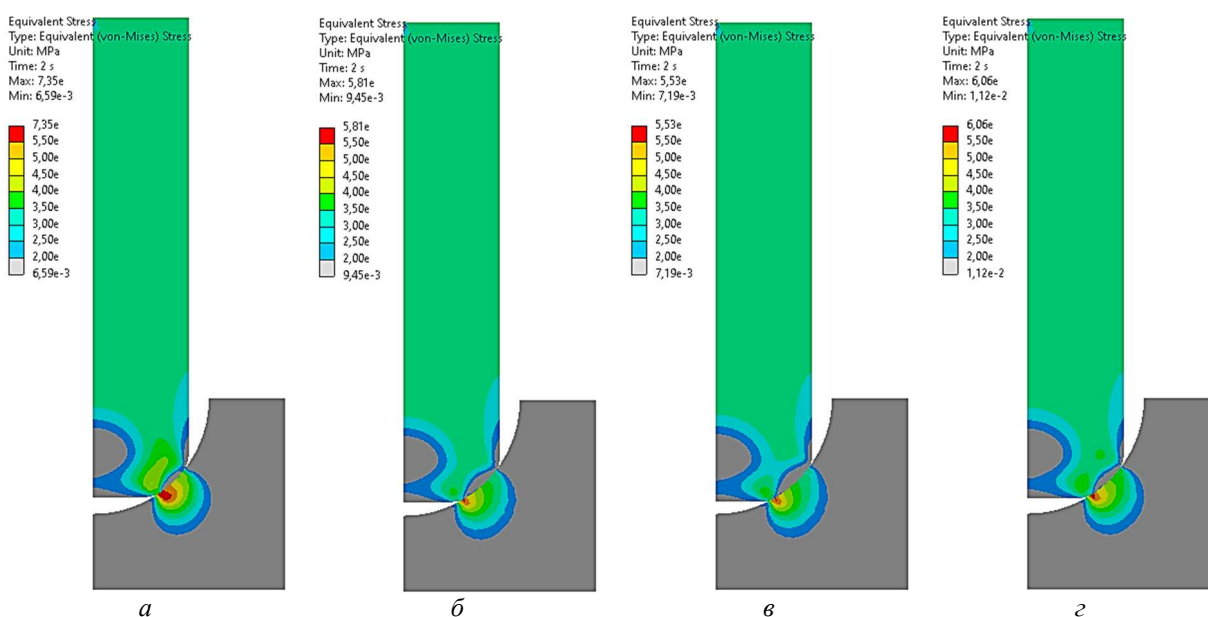 Equivalent Stress
Type: Equivalent (von-Mises) Stress
Unit: MPa
Time: 2 s
Max: 7,35e
Min: 6,59e-3
7,35e
5,50e
5,00e
4,50e
4,00e
3,50e
3,00e
2,50e
2,00e
6,59e-3
а
Equivalent Stress
Type: Equivalent (von-Mises) Stress
Unit: MPa
Time: 2 s
Max: 5,81e
Min: 9,45e-3
5,81e
5,50e
5,00e
4,50e
4,00e
3,50e
3,00e
2,50e
2,00e
9,45e-3
б
Equivalent Stress
Type: Equivalent (von-Mises) Stress
Unit: MPa
Time: 2 s
Max: 5,53e
Min: 7,19e-3
5,53e
5,50e
5,00e
4,50e
4,00e
3,50e
3,00e
2,50e
2,00e
7,19e-3
в
Equivalent Stress
Type: Equivalent (von-Mises) Stress
Unit: MPa
Time: 2 s
Max: 6,06e
Min: 1,12e-2
6,06e
5,50e
5,00e
4,50e
4,00e
3,50e
3,00e
2,50e
2,00e
1,12e-2
г